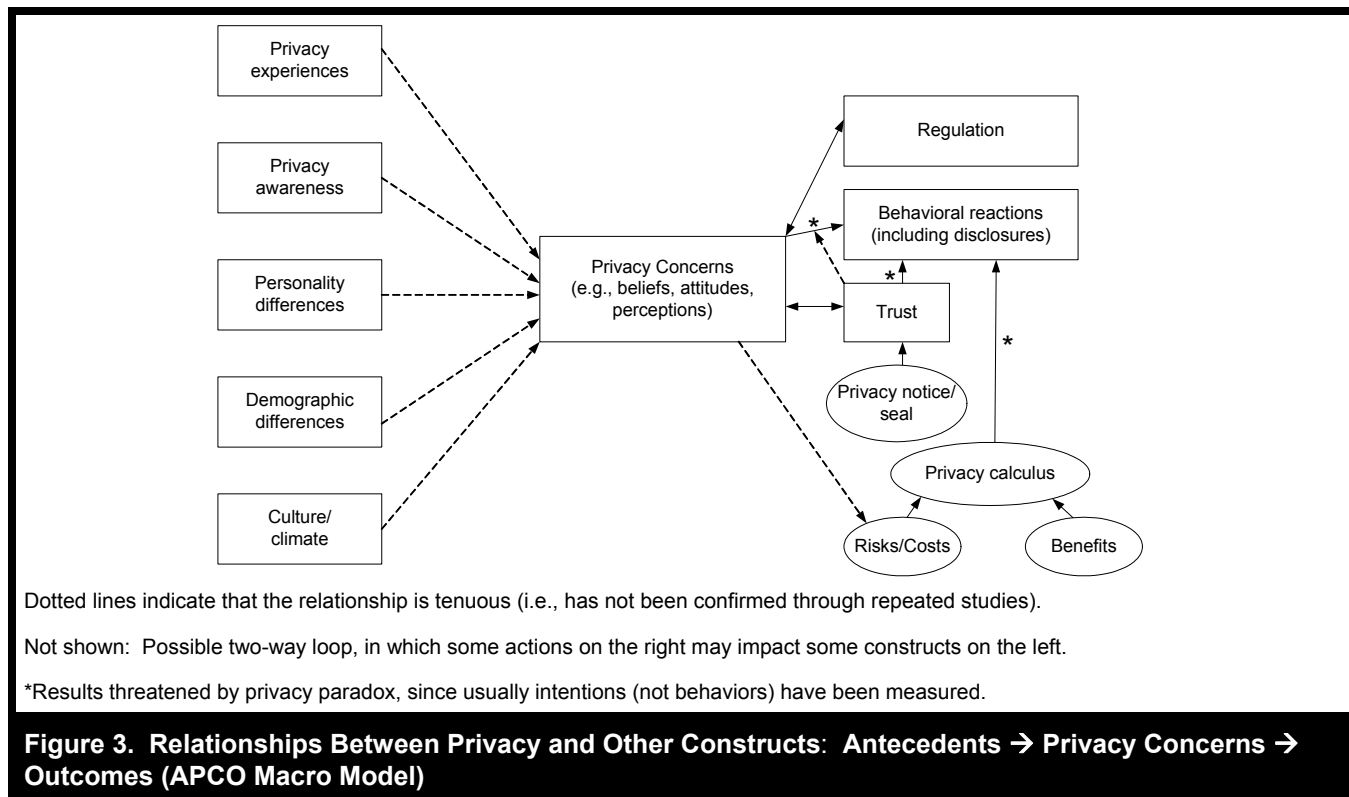 Privacy
experiences
Privacy
awareness
Personality
differences
Demographic
differences
Culture/
climate
Privacy Concerns
(e.g., beliefs, attitudes,
perceptions)
Regulation
*
Behavioral reactions
(including disclosures)
*
Trust
*
Privacy notice/
seal
Privacy calculus
Risks/Costs
Benefits
Dotted lines indicate that the relationship is tenuous (i.e., has not been confirmed through repeated studies).
Not shown: Possible two-way loop, in which some actions on the right may impact some constructs on the left.
*Results threatened by privacy paradox, since usually intentions (not behaviors) have been measured.
Figure 3. Relationships Between Privacy and Other Constructs: Antecedents → Privacy Concerns →
Outcomes (APCO Macro Model)